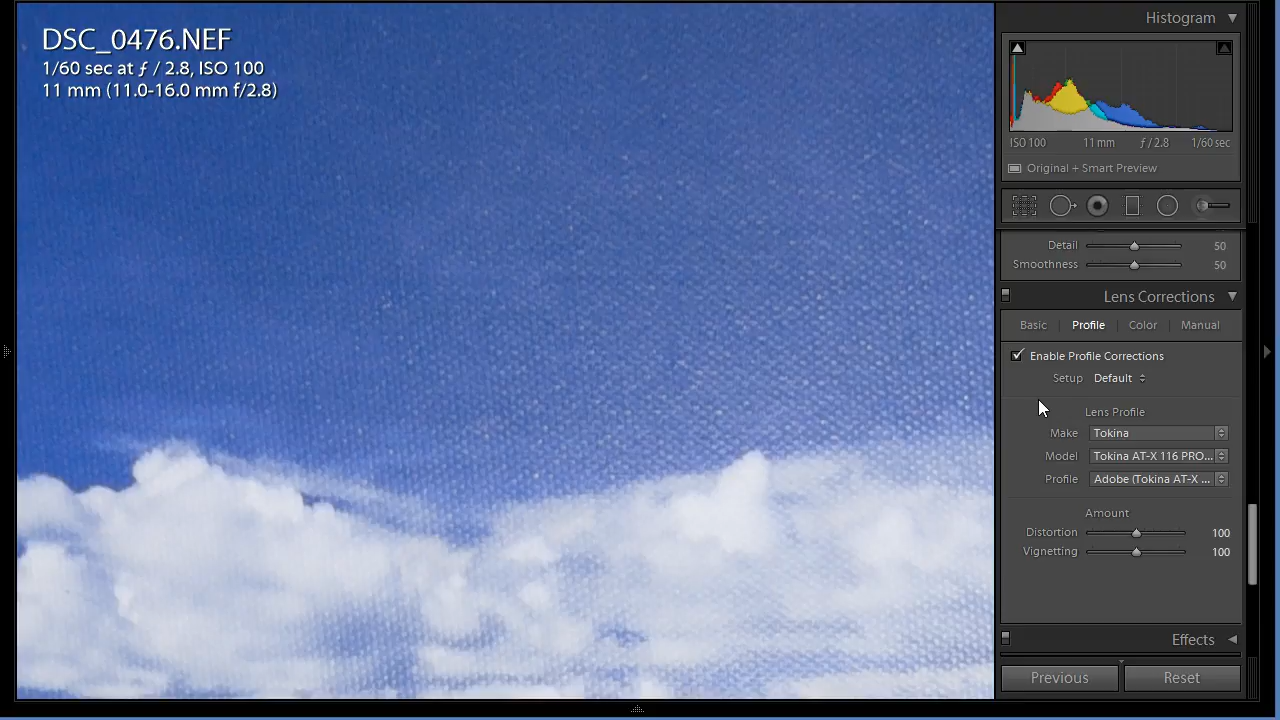 DSC_0476.NEF
1/60 sec at ƒ / 2.8, ISO 100
11 mm (11.0-16.0 mm f/2.8)
Histogram
ISO 100 11 mm ƒ / 2.8 1/60 sec
Original + Smart Preview
Detail 50
Smoothness 50
Lens Corrections
Basic Profile Color Manual
Enable Profile Corrections
Setup Default
Lens Profile
Make Tokina
Model Tokina AT-X 116 PRO...
Profile Adobe (Tokina AT-X ...
Amount
Distortion 100
Vignetting 100
Effects
Previous Reset